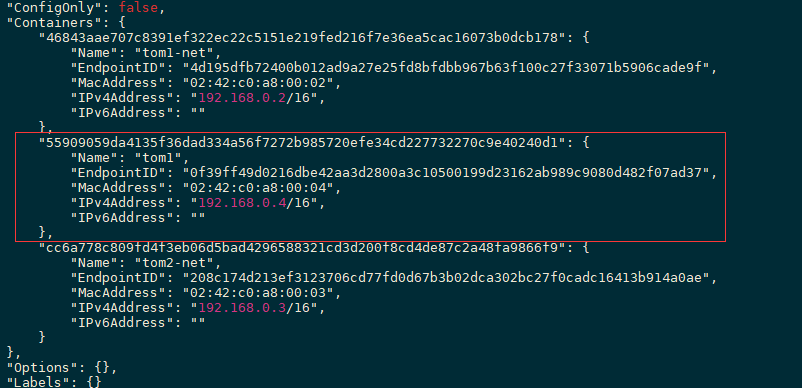 "ConfigOnly": false,
"Containers": {
"46843aae707c8391ef322ec22c5151e219fed216f7e36ea5cac16073b0dcb178": {
"Name": "tom1-net",
"EndpointID": "4d195dfb72400b012ad9a27e25fd8bfdbb967b63f100c27f33071b5906cade9f",
"MacAddress": "02:42:c0:a8:00:02",
"IPv4Address": "192.168.0.2/16",
"IPv6Address": ""
},
"55909059da4135f36dad334a56f7272b985720efe34cd227732270c9e40240d1": {
"Name": "tom1",
"EndpointID": "0f39ff49d0216dbe42aa3d2800a3c10500199d23162ab989c9080d482f07ad37",
"MacAddress": "02:42:c0:a8:00:04",
"IPv4Address": "192.168.0.4/16",
"IPv6Address": ""
},
"cc6a778c809fd4f3eb06d5bad4296588321cd3d200f8cd4de87c2a48fa9866f9": {
"Name": "tom2-net",
"EndpointID": "208c174d213ef3123706cd77fd0d67b3b02dca302bc27f0cadc16413b914a0ae",
"MacAddress": "02:42:c0:a8:00:03",
"IPv4Address": "192.168.0.3/16",
"IPv6Address": ""
}
},
"Options": {},
"Labels": {}